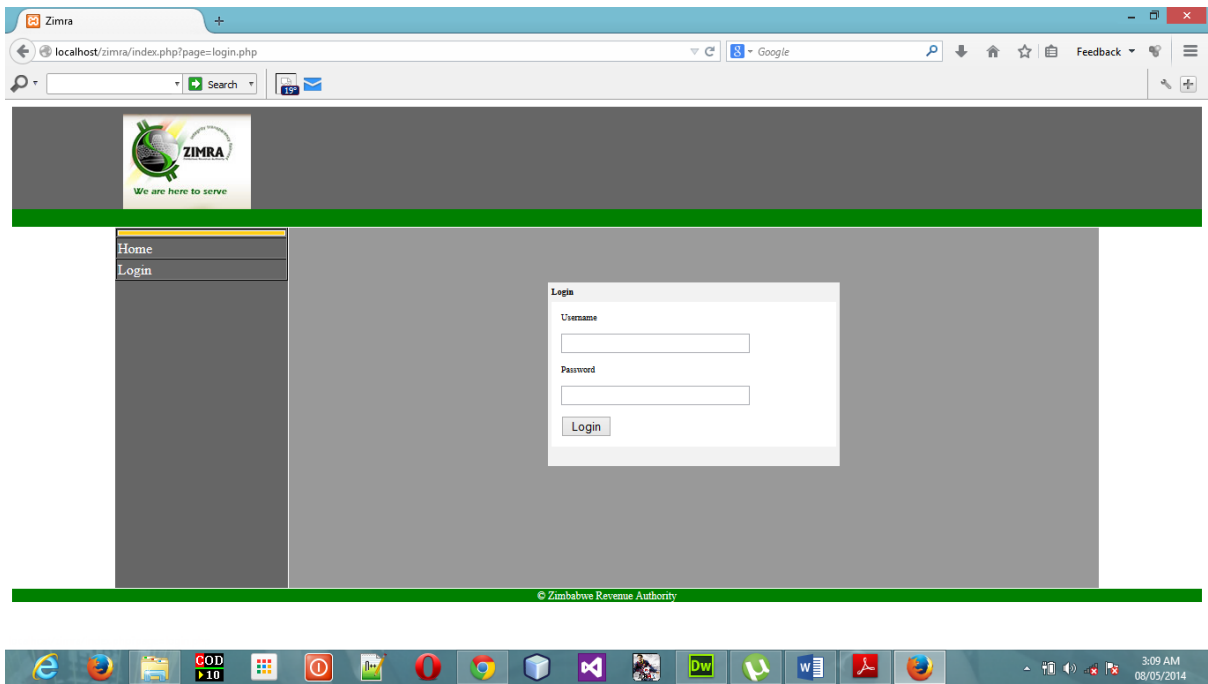 Zimra
localhost/zimra/index.php?page=login.php
Google
Feedback
Search
19°
ZIMRA
We are here to serve
Home
Login
Login
Username
Password
Login
© Zimbabwe Revenue Authority
COD
10
Dw
3:09 AM
08/05/2014